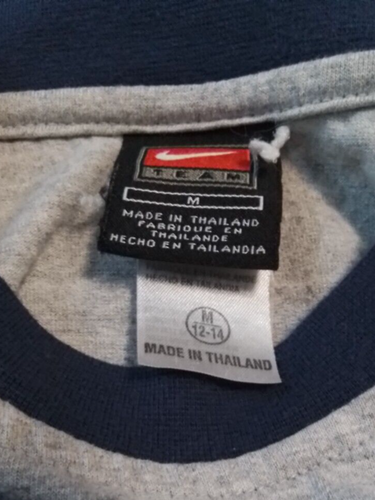 TEAM
M
MADE IN THAILAND
FABRIQUE EN
THAILANDE
HECHO EN TAILANDIA
M
12-14
MADE IN THAILAND